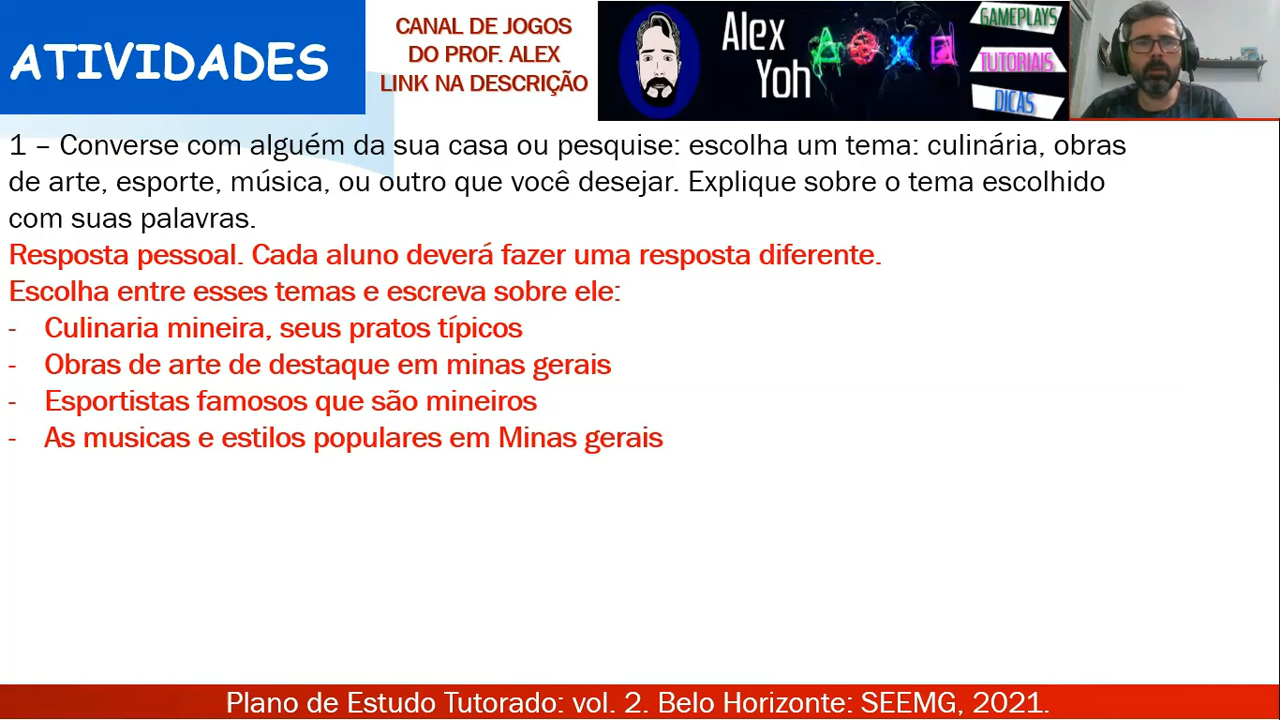 ATIVIDADES
CANAL DE JOGOS
DO PROF. ALEX
LINK NA DESCRIÇÃO
Alex
Yoh
GAMEPLAYS
TUTORIAIS
DICAS
1 – Converse com alguém da sua casa ou pesquise: escolha um tema: culinária, obras
de arte, esporte, música, ou outro que você desejar. Explique sobre o tema escolhido
com suas palavras.
Resposta pessoal. Cada aluno deverá fazer uma resposta diferente.
Escolha entre esses temas e escreva sobre ele:
- Culinaria mineira, seus pratos típicos
- Obras de arte de destaque em minas gerais
- Esportistas famosos que são mineiros
- As musicas e estilos populares em Minas gerais
Plano de Estudo Tutorado: vol. 2. Belo Horizonte: SEEMG, 2021.